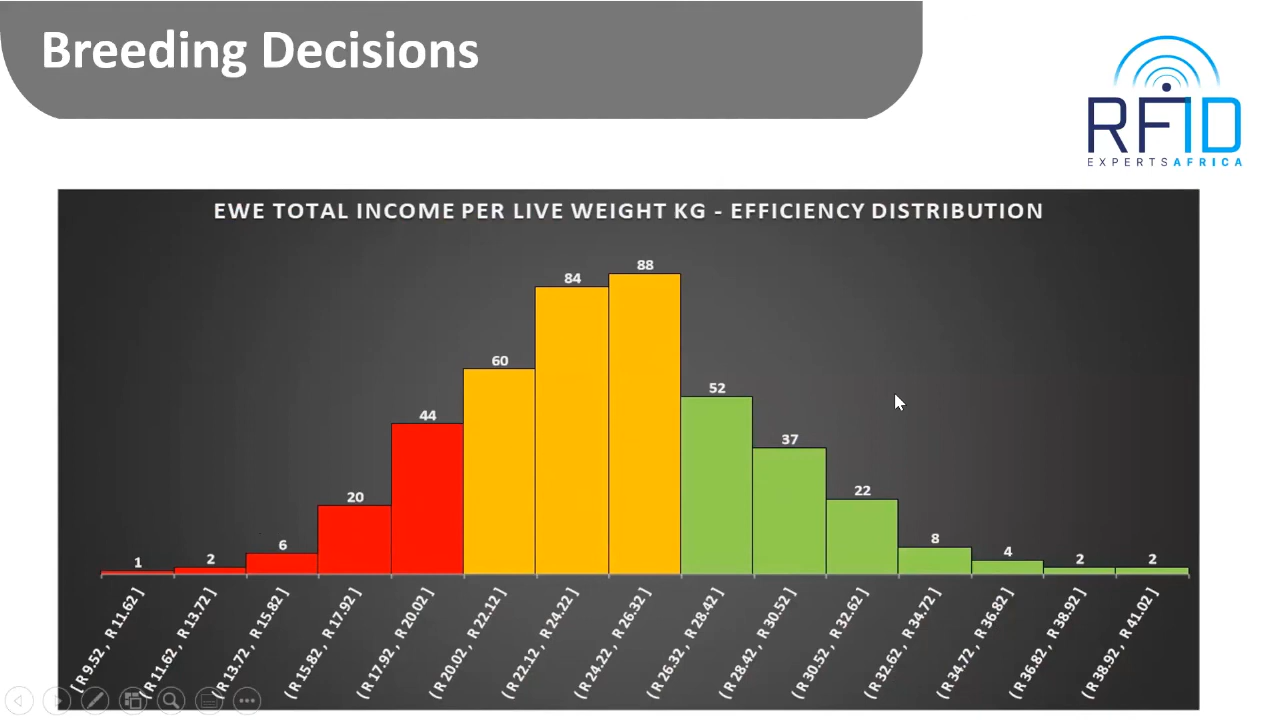 Breeding Decisions
RFID
EXPERTSAFRICA
EWE TOTAL INCOME PER LIVE WEIGHT KG - EFFICIENCY DISTRIBUTION
1
2
6
20
44
60
84
88
52
37
22
8
4
2
2
[ R 9.52 , R 11.62 ]
( R 11.62 , R 13.72 ]
( R 13.72 , R 15.82 ]
( R 15.82 , R 17.92 ]
( R 17.92 , R 20.02 ]
( R 20.02 , R 22.12 ]
( R 22.12 , R 24.22 ]
( R 24.22 , R 26.32 ]
( R 26.32 , R 28.42 ]
( R 28.42 , R 30.52 ]
( R 30.52 , R 32.62 ]
( R 32.62 , R 34.72 ]
( R 34.72 , R 36.82 ]
( R 36.82 , R 38.92 ]
( R 38.92 , R 41.02 ]